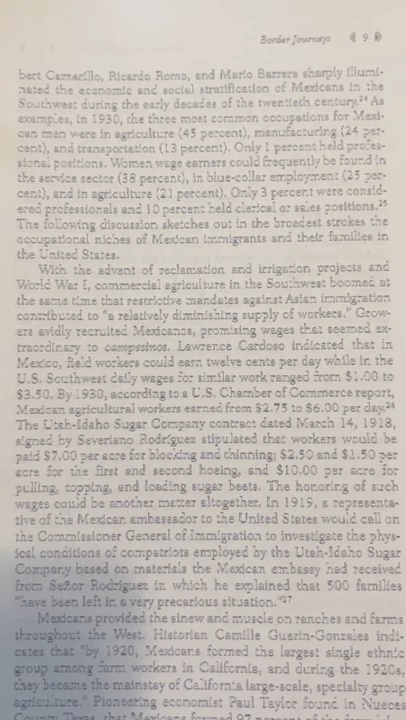 Border Journeys 9
bert Camarillo, Ricardo Romo, and Mario Barrera sharply illumi-
nated the economic and social stratification of Mexicans in the
Southwest during the early decades of the twentieth century.²⁴ As
examples, in 1930, the three most common occupations for Mexi-
can men were in agriculture (45 percent), manufacturing (24 per-
cent), and transportation (13 percent). Only 1 percent held profes-
sional positions. Women wage earners could frequently be found in
the service sector (38 percent), in blue-collar employment (25 per-
cent), and in agriculture (21 percent). Only 3 percent were consid-
ered professionals and 10 percent held clerical or sales positions.²⁵
The following discussion sketches out in the broadest strokes the
occupational niches of Mexican immigrants and their families in
the United States.
With the advent of reclamation and irrigation projects and
World War I, commercial agriculture in the Southwest boomed at
the same time that restrictive mandates against Asian immigration
contributed to "a relatively diminishing supply of workers." Grow-
ers avidly recruited Mexicanos, promising wages that seemed ex-
traordinary to campesinos. Lawrence Cardoso indicated that in
Mexico, field workers could earn twelve cents per day while in the
U.S. Southwest daily wages for similar work ranged from $1.00 to
$3.50. By 1930, according to a U.S. Chamber of Commerce report,
Mexican agricultural workers earned from $2.75 to $6.00 per day.²⁶
The Utah-Idaho Sugar Company contract dated March 14, 1918,
signed by Severiano Rodríguez stipulated that workers would be
paid $7.00 per acre for blocking and thinning; $2.50 and $1.50 per
acre for the first and second hoeing, and $10.00 per acre for
pulling, topping, and loading sugar beets. The honoring of such
wages could be another matter altogether. In 1919, a representa-
tive of the Mexican ambassador to the United States would call on
the Commissioner General of Immigration to investigate the phys-
ical conditions of compatriots employed by the Utah-Idaho Sugar
Company based on materials the Mexican embassy had received
from Señor Rodríguez in which he explained that 500 families
"have been left in a very precarious situation."²⁷
Mexicans provided the sinew and muscle on ranches and farms
throughout the West. Historian Camille Guerin-Gonzales indi-
cates that "by 1920, Mexicans formed the largest single ethnic
group among farm workers in California, and during the 1920s,
they became the mainstay of California large-scale, specialty group
agriculture." Pioneering economist Paul Taylor found in Nueces
County Texas, that Mexicans formed 97 percent of the